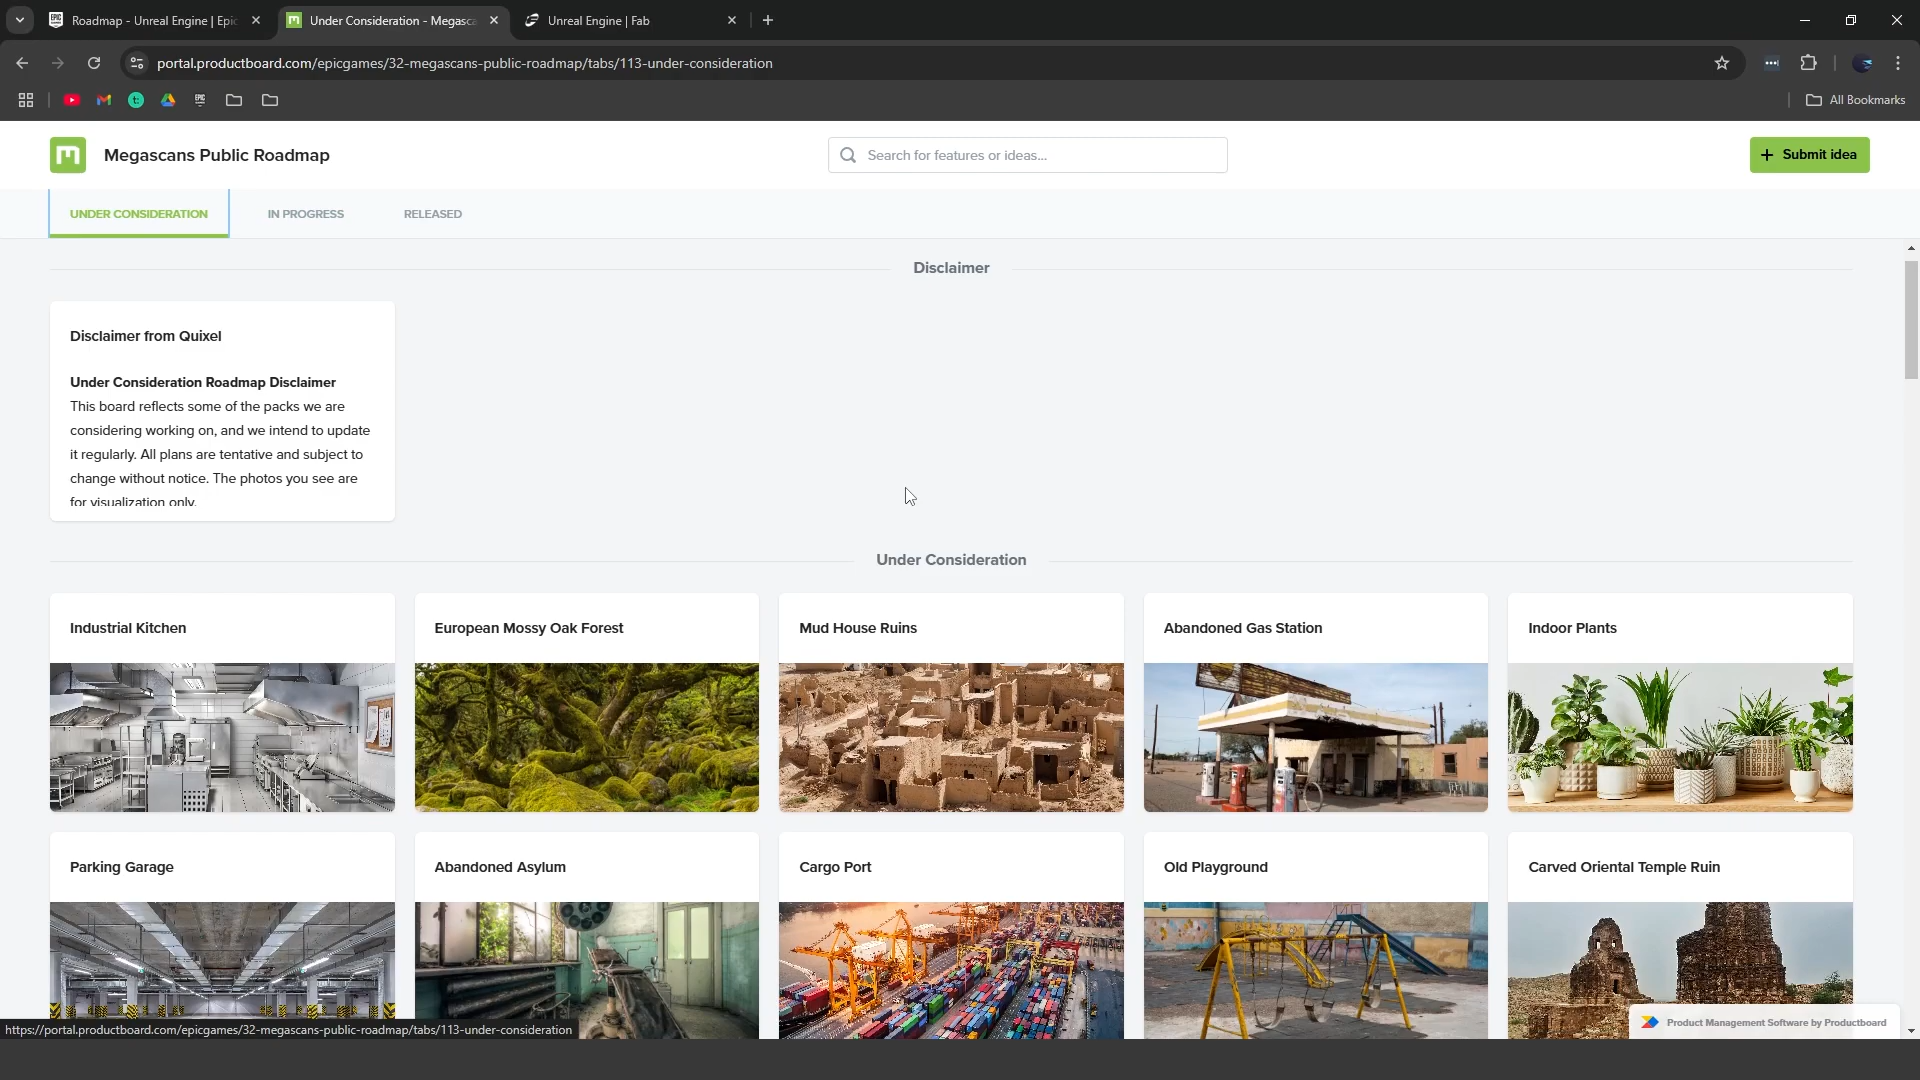 Roadmap - Unreal Engine | Epic
Under Consideration - Megasca
Unreal Engine | Fab
portal.productboard.com/epicgames/32-megascans-public-roadmap/tabs/113-under-consideration
All Bookmarks
Megascans Public Roadmap
Search for features or ideas...
+ Submit idea
UNDER CONSIDERATION
IN PROGRESS
RELEASED
Disclaimer
Disclaimer from Quixel
Under Consideration Roadmap Disclaimer
This board reflects some of the packs we are
considering working on, and we intend to update
it regularly. All plans are tentative and subject to
change without notice. The photos you see are
for visualization only.
Under Consideration
Industrial Kitchen
European Mossy Oak Forest
Mud House Ruins
Abandoned Gas Station
Indoor Plants
Parking Garage
Abandoned Asylum
Cargo Port
Old Playground
Carved Oriental Temple Ruin
https://portal.productboard.com/epicgames/32-megascans-public-roadmap/tabs/113-under-consideration
Product Management Software by Productboard